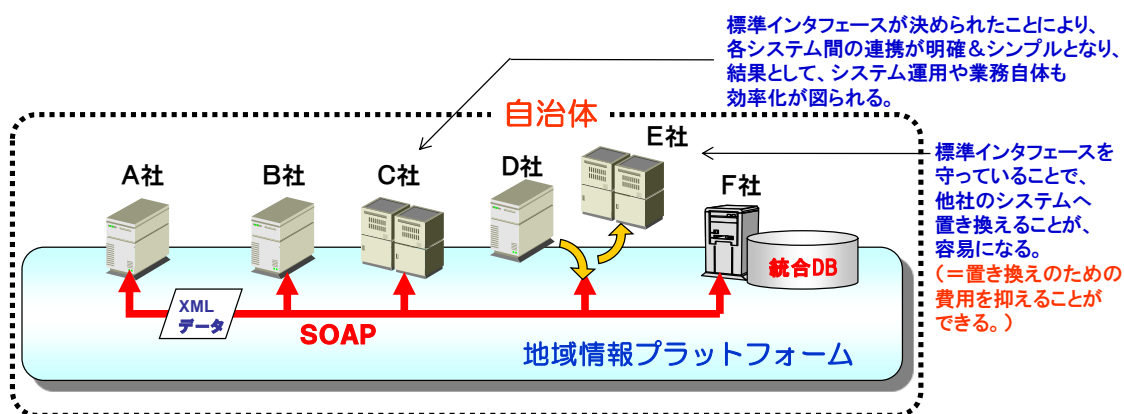 標準インタフェースが決められたことにより、
各システム間の連携が明確&シンプルとなり、
結果として、システム運用や業務自体も
効率化が図られる。
自治体
A社
B社
C社
D社
E社
F社
標準インタフェースを
守っていることで、
他社のシステムへ
置き換えることが、
容易になる。
(=置き換えのための
費用を抑えることが
できる。)
統合DB
XML
データ
SOAP
地域情報プラットフォーム